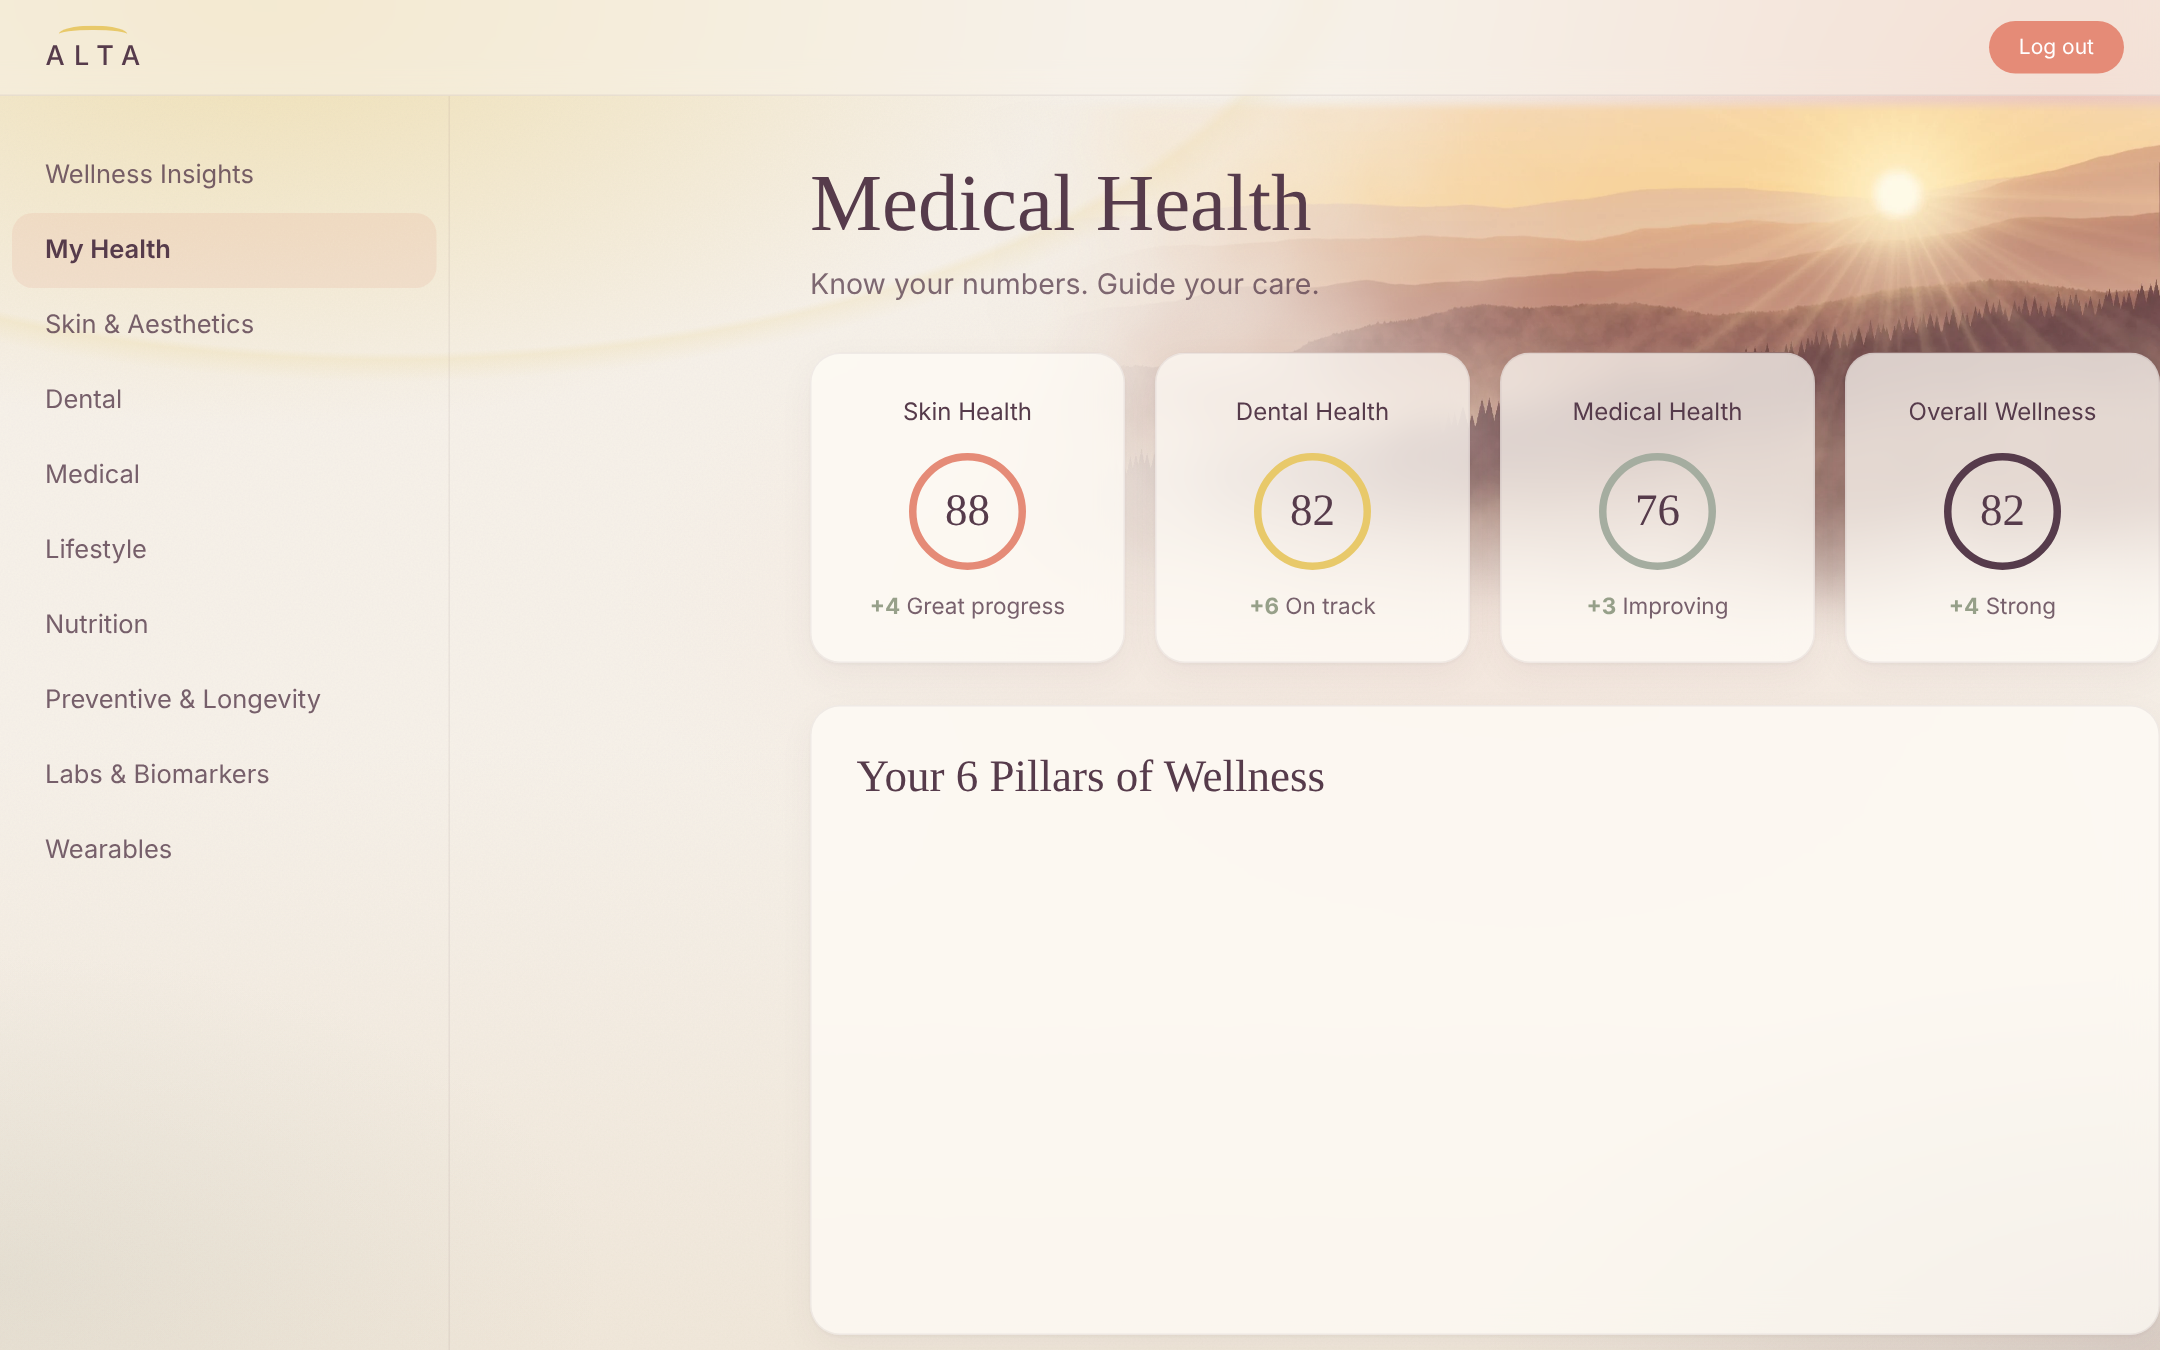 ALTA
Log out
Wellness Insights
My Health
Skin & Aesthetics
Dental
Medical
Lifestyle
Nutrition
Preventive & Longevity
Labs & Biomarkers
Wearables
Medical Health
Know your numbers. Guide your care.
Skin Health
88
+4 Great progress
Dental Health
82
+6 On track
Medical Health
76
+3 Improving
Overall Wellness
82
+4 Strong
Your 6 Pillars of Wellness